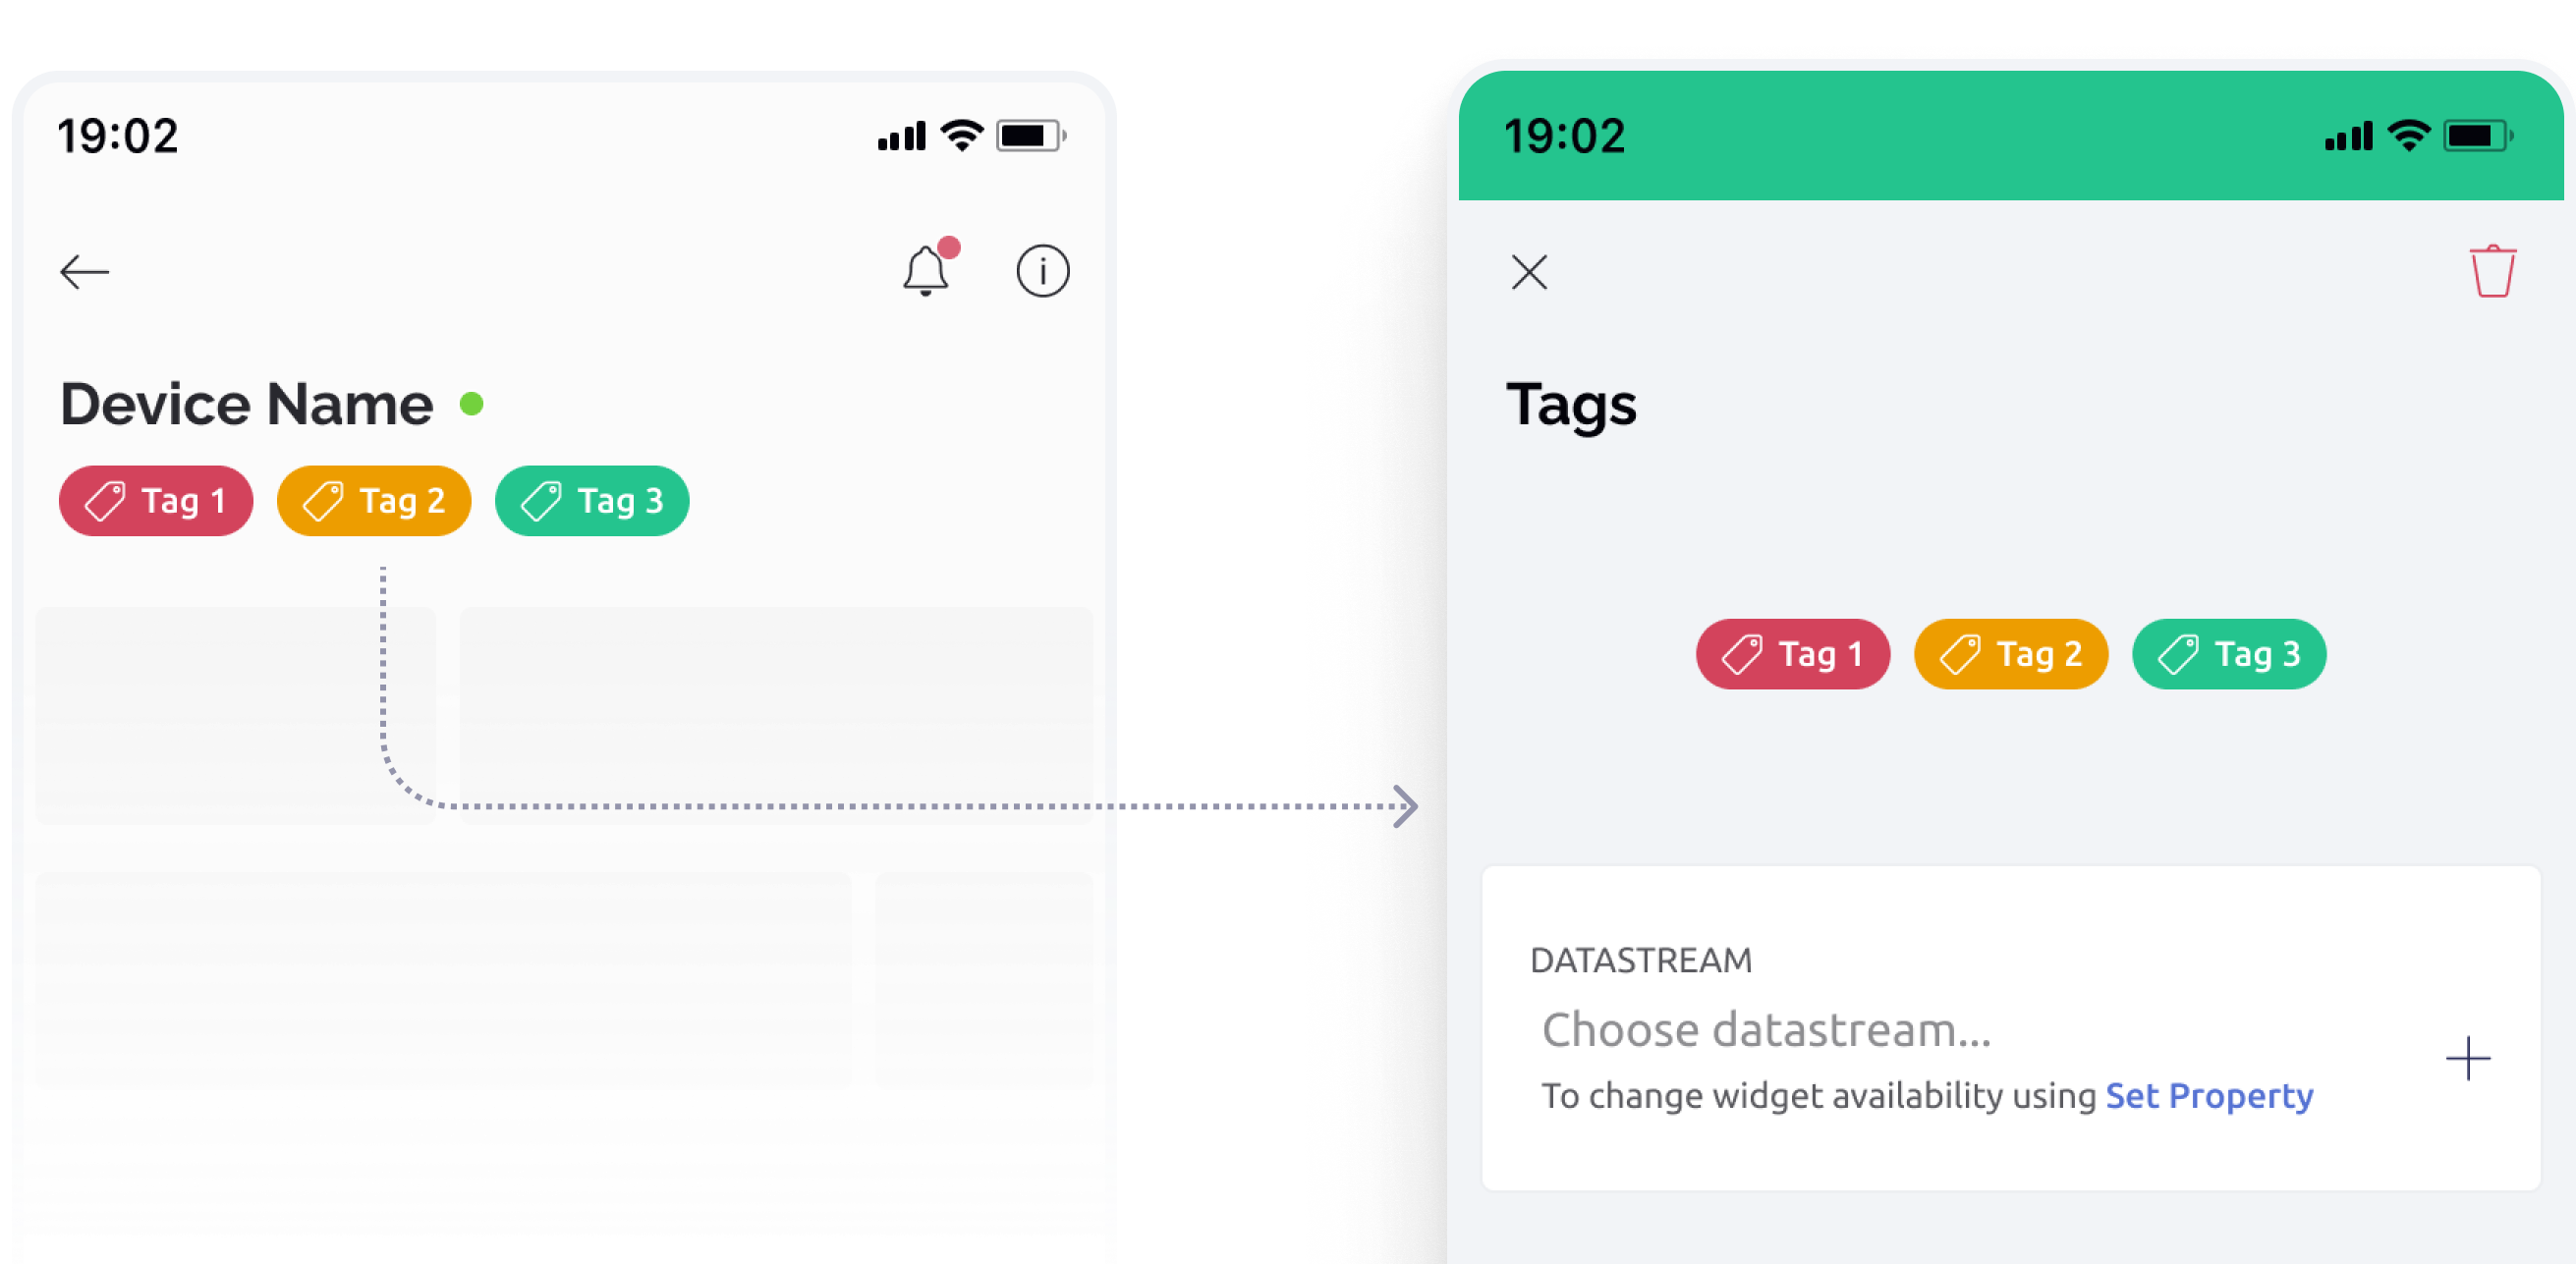 19:02
Device Name
Tag 1 Tag 2 Tag 3
19:02
Tags
Tag 1 Tag 2 Tag 3
DATASTREAM
Choose datastream...
To change widget availability using Set Property